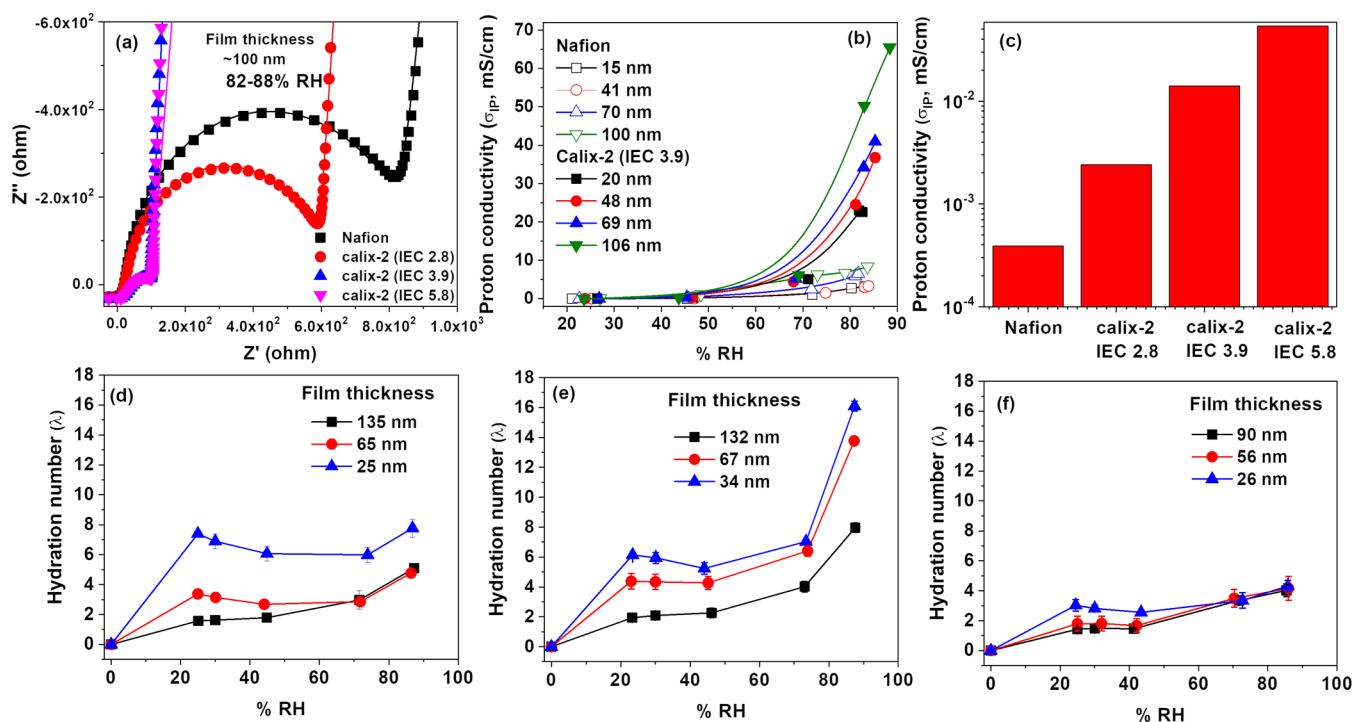 (a)
Film thickness
~100 nm
82-88% RH
-6.0x10²
-4.0x10²
-2.0x10²
0.0
Z'' (ohm)
Nafion
calix-2 (IEC 2.8)
calix-2 (IEC 3.9)
calix-2 (IEC 5.8)
0.0 2.0x10² 4.0x10² 6.0x10² 8.0x10² 1.0x10³
Z' (ohm)
(b)
Proton conductivity (σIP, mS/cm)
70
65
60
55
50
45
40
35
30
25
20
15
10
5
0
Nafion
15 nm
41 nm
70 nm
100 nm
Calix-2 (IEC 3.9)
20 nm
48 nm
69 nm
106 nm
20 30 40 50 60 70 80 90
% RH
(c)
Proton conductivity (σIP, mS/cm)
10⁻²
10⁻³
10⁻⁴
Nafion calix-2 calix-2 calix-2
IEC 2.8 IEC 3.9 IEC 5.8
(d)
Hydration number (λ)
18
16
14
12
10
8
6
4
2
0
Film thickness
135 nm
65 nm
25 nm
0 20 40 60 80 100
% RH
(e)
Hydration number (λ)
18
16
14
12
10
8
6
4
2
0
Film thickness
132 nm
67 nm
34 nm
0 20 40 60 80 100
% RH
(f)
Hydration number (λ)
18
16
14
12
10
8
6
4
2
0
Film thickness
90 nm
56 nm
26 nm
0 20 40 60 80 100
% RH